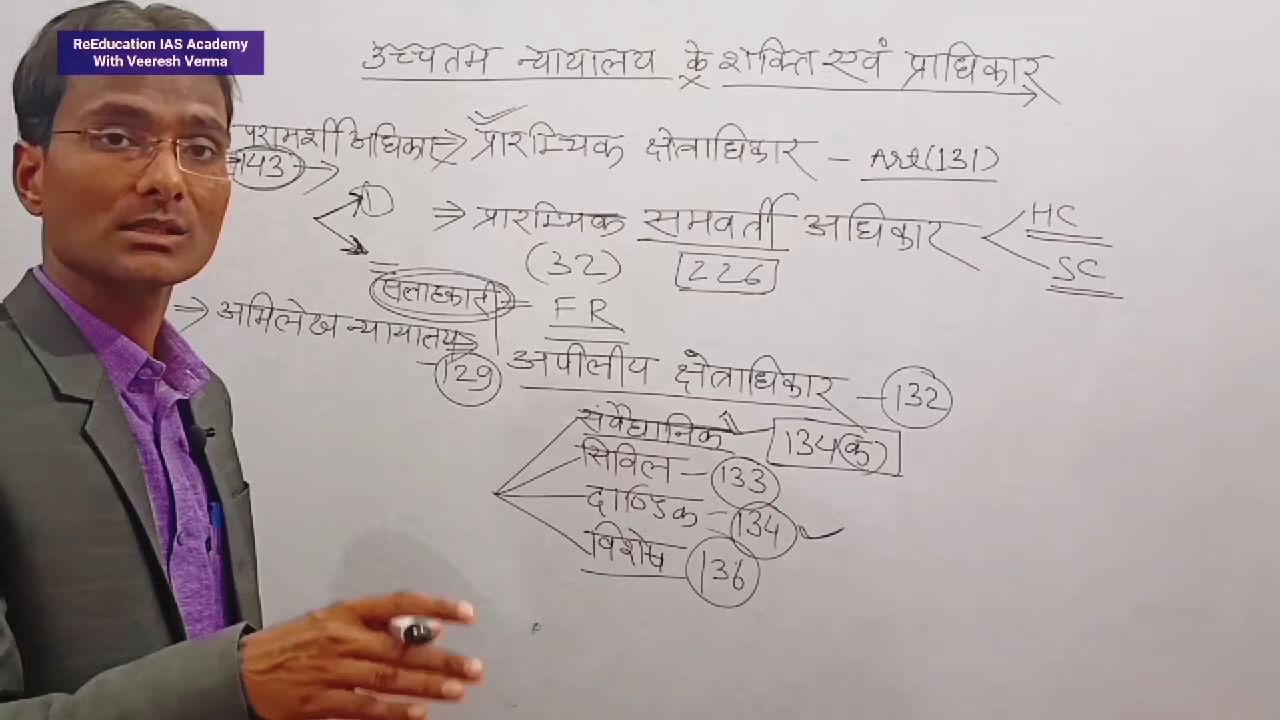 ReEducation IAS Academy
With Veeresh Verma
उच्चतम न्यायालय के शक्ति एवं प्राधिकार
परामर्शी अधिकार
143
⇒ प्रारम्भिक क्षेत्राधिकार - Art(131)
⇒ प्रारम्भिक समवर्ती अधिकार
HC
SC
(32)
226
सलाहकारी
FR
⇒ अभिलेख न्यायालय
129
अपीलीय क्षेत्राधिकार - 132
संवैधानिक
134(क)
सिविल - 133
दाण्डिक - 134
विशेष 136